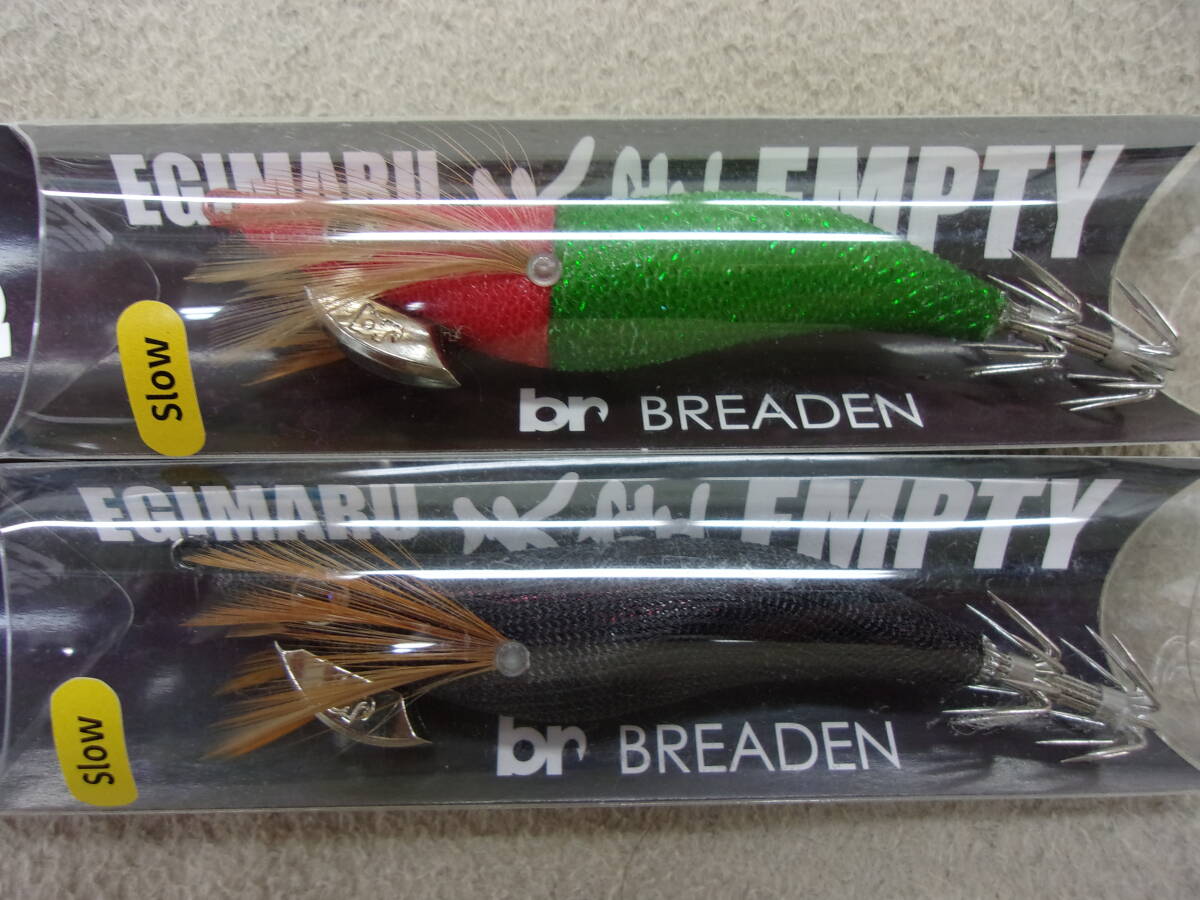 EGIMARU EMPTY
slow
br BREADEN
EGIMARU EMPTY
slow
br BREADEN